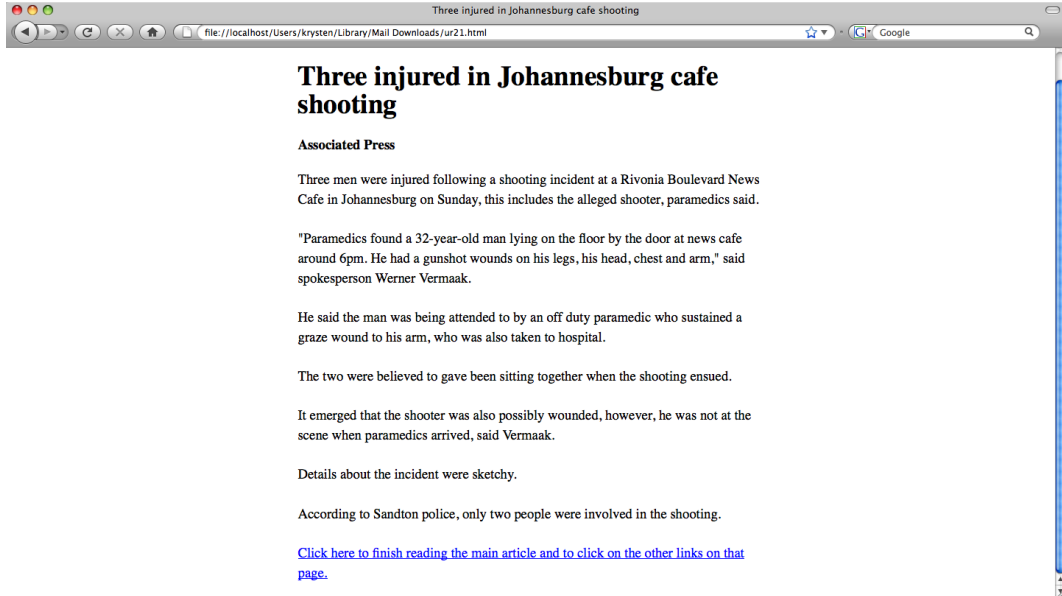 Three injured in Johannesburg cafe shooting
file://localhost/Users/krysten/Library/Mail Downloads/ur21.html
G
Google
Three injured in Johannesburg cafe
shooting
Associated Press
Three men were injured following a shooting incident at a Rivonia Boulevard News
Cafe in Johannesburg on Sunday, this includes the alleged shooter, paramedics said.
"Paramedics found a 32-year-old man lying on the floor by the door at news cafe
around 6pm. He had a gunshot wounds on his legs, his head, chest and arm," said
spokesperson Werner Vermaak.
He said the man was being attended to by an off duty paramedic who sustained a
graze wound to his arm, who was also taken to hospital.
The two were believed to gave been sitting together when the shooting ensued.
It emerged that the shooter was also possibly wounded, however, he was not at the
scene when paramedics arrived, said Vermaak.
Details about the incident were sketchy.
According to Sandton police, only two people were involved in the shooting.
Click here to finish reading the main article and to click on the other links on that
page.